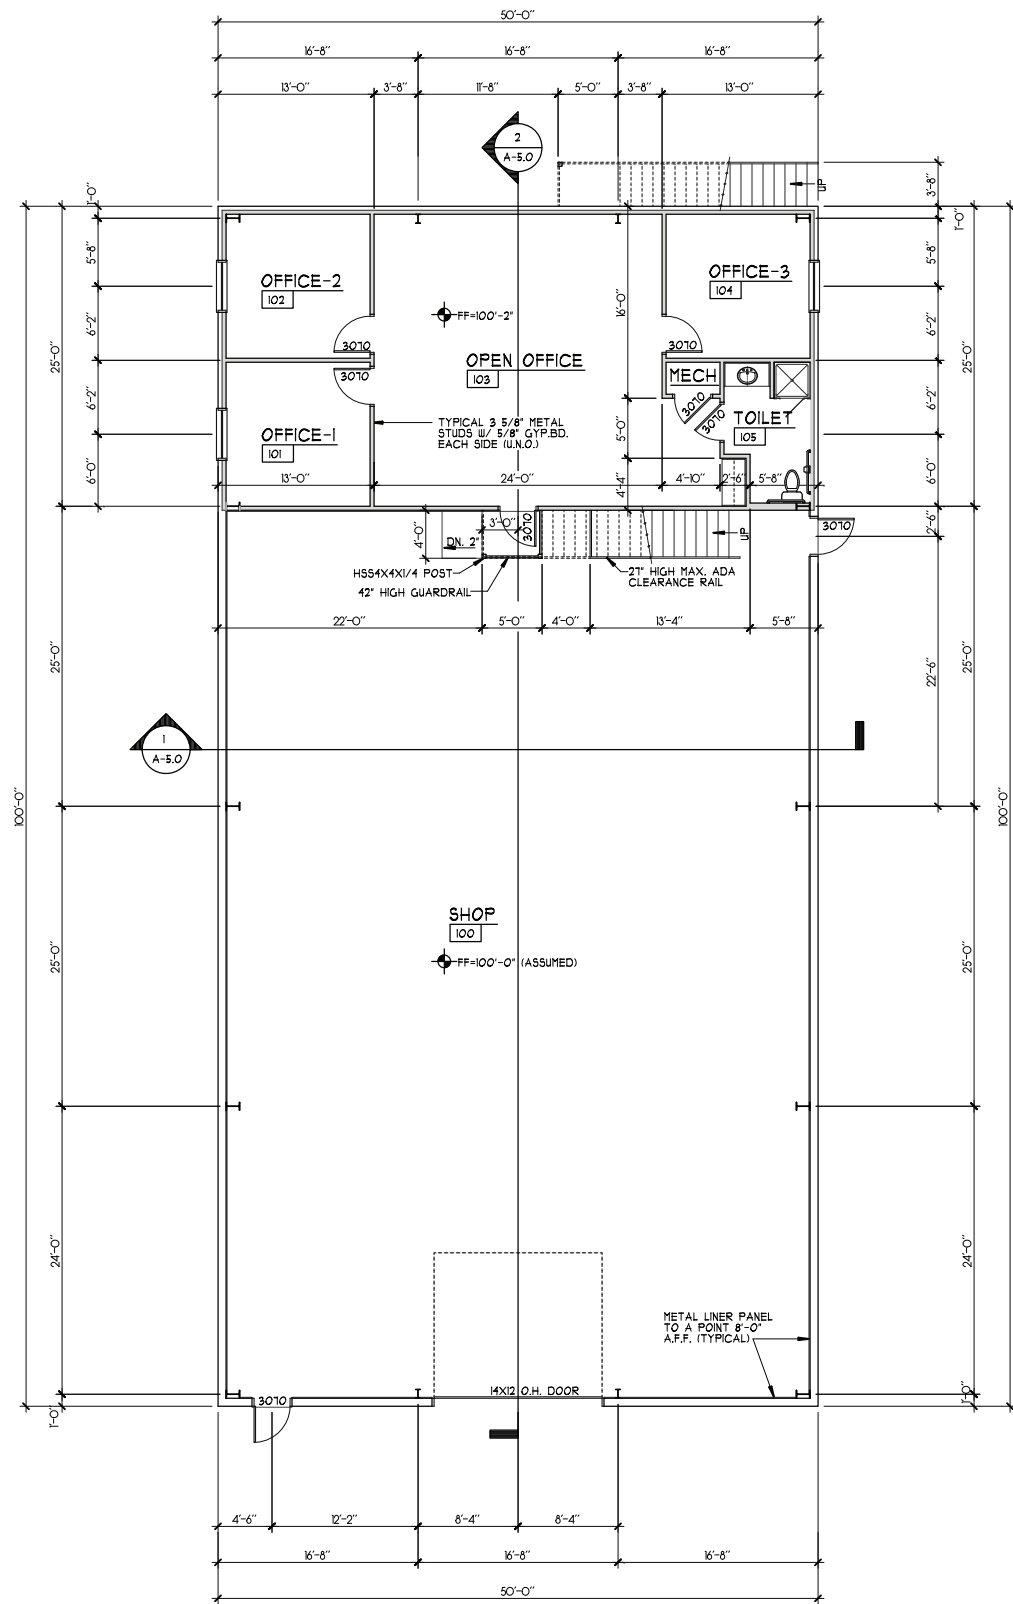 50'-0"
16'-8" 16'-8" 16'-8"
13'-0" 3'-8" 11'-8" 5'-0" 3'-8" 13'-0"
2
A-5.0
UP
3'-8"
1'-0"
1'-0"
5'-8"
5'-8"
OFFICE-2
102
OFFICE-3
104
16'-0"
FF=100'-2"
6'-2"
6'-2"
25'-0"
25'-0"
3070
3070
OPEN OFFICE
103
MECH
3070
3070
3070
TOILET
105
6'-2"
6'-2"
TYPICAL 3 5/8" METAL
STUDS W/ 5/8" GYP.BD.
EACH SIDE (U.N.O.)
OFFICE-1
101
5'-0"
6'-0"
6'-0"
13'-0" 24'-0" 4'-10" 2'-6" 5'-8"
4'-4"
3'-0"
3070
3070
2'-6"
4'-0"
DN. 2"
UP
HSS4X4X1/4 POST
42" HIGH GUARDRAIL
27" HIGH MAX. ADA
CLEARANCE RAIL
22'-0" 5'-0" 4'-0" 13'-4" 5'-8"
25'-0"
22'-6"
25'-0"
1
A-5.0
100'-0"
100'-0"
SHOP
100
FF=100'-0" (ASSUMED)
25'-0"
25'-0"
24'-0"
24'-0"
METAL LINER PANEL
TO A POINT 8'-0"
A.F.F. (TYPICAL)
14X12 O.H. DOOR
3070
1'-0"
1'-0"
4'-6" 12'-2" 8'-4" 8'-4"
16'-8" 16'-8" 16'-8"
50'-0"